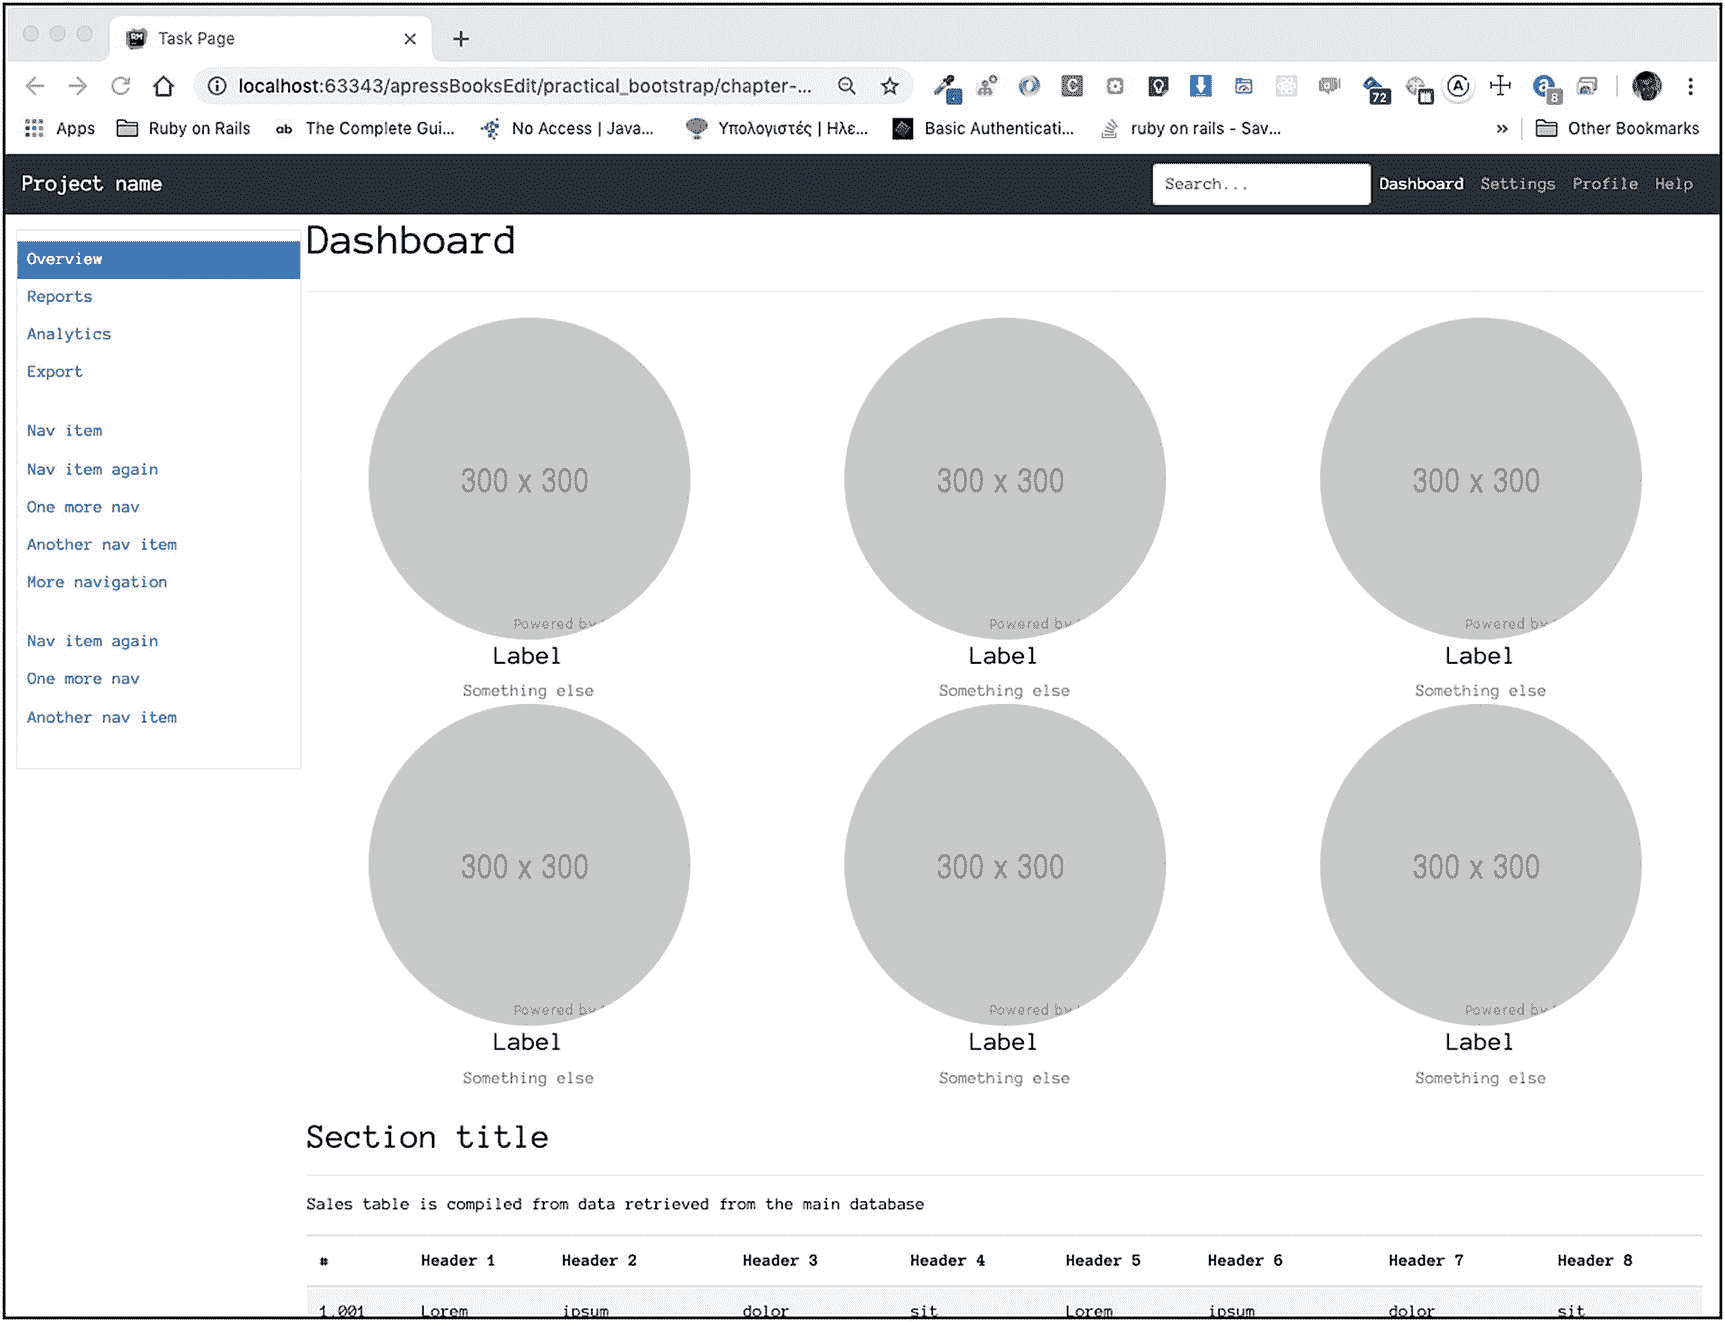 Task Page
localhost:63343/apressBooksEdit/practical_bootstrap/chapter-...
72
8
Apps Ruby on Rails ab The Complete Gui... No Access | Java... Υπολογιστές | Ηλε... Basic Authenticati... ruby on rails - Sav... » Other Bookmarks
Project name Search... Dashboard Settings Profile Help
Dashboard
Overview
Reports
Analytics
Export
Nav item
Nav item again
One more nav
Another nav item
More navigation
Nav item again
One more nav
Another nav item
300 x 300 300 x 300 300 x 300
Powered by Powered by Powered by
Label Label Label
Something else Something else Something else
300 x 300 300 x 300 300 x 300
Powered by Powered by Powered by
Label Label Label
Something else Something else Something else
Section title
Sales table is compiled from data retrieved from the main database
# Header 1 Header 2 Header 3 Header 4 Header 5 Header 6 Header 7 Header 8
1,001 Lorem ipsum dolor sit Lorem ipsum dolor sit